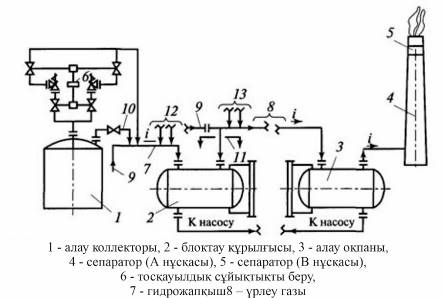 5
13
6
12
9
8
i
10
i
4
i
3
7
11
i
9
1
2
К насосу
К насосу
1 - алау коллекторы, 2 - блоктау құрылғысы, 3 - алау оқпаны,
4 - сепаратор (А нұсқасы), 5 - сепаратор (В нұсқасы),
6 - тосқауылдық сұйықтықты беру,
7 - гидрожапқыш8 – үрлеу газы